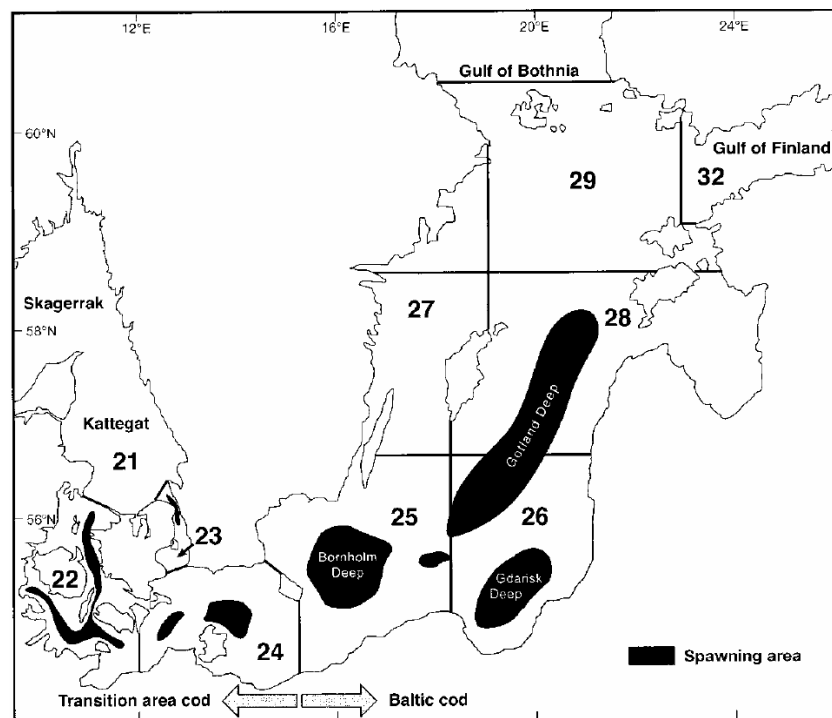 12°E
16°E
20°E
24°E
Gulf of Bothnia
60°N
Gulf of Finland
29
32
Skagerrak
27
28
58°N
Gotland Deep
Kattegat
21
56°N
25
26
23
Bornholm
Deep
22
Gdańsk
Deep
24
Spawning area
Transition area cod
Baltic cod